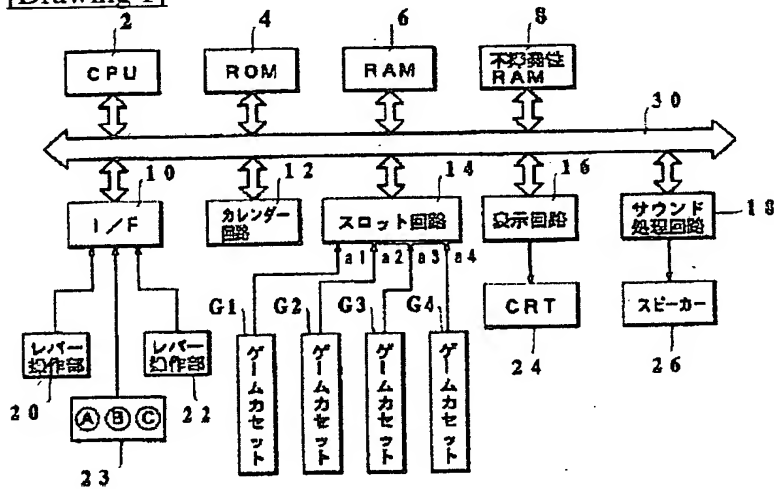 [Drawing 1]
2 4 6 8
CPU ROM RAM 不揮発性
RAM
30
10 12 14 16
I/F カレンダー
回路 スロット回路 表示回路 サウンド
処理回路 18
a1 a2 a3 a4
G1 G2 G3 G4 CRT スピーカー
24 26
レバー
操作部 レバー
操作部
20 22
Ⓐ Ⓑ Ⓒ
23
ゲームカセット ゲームカセット ゲームカセット ゲームカセット